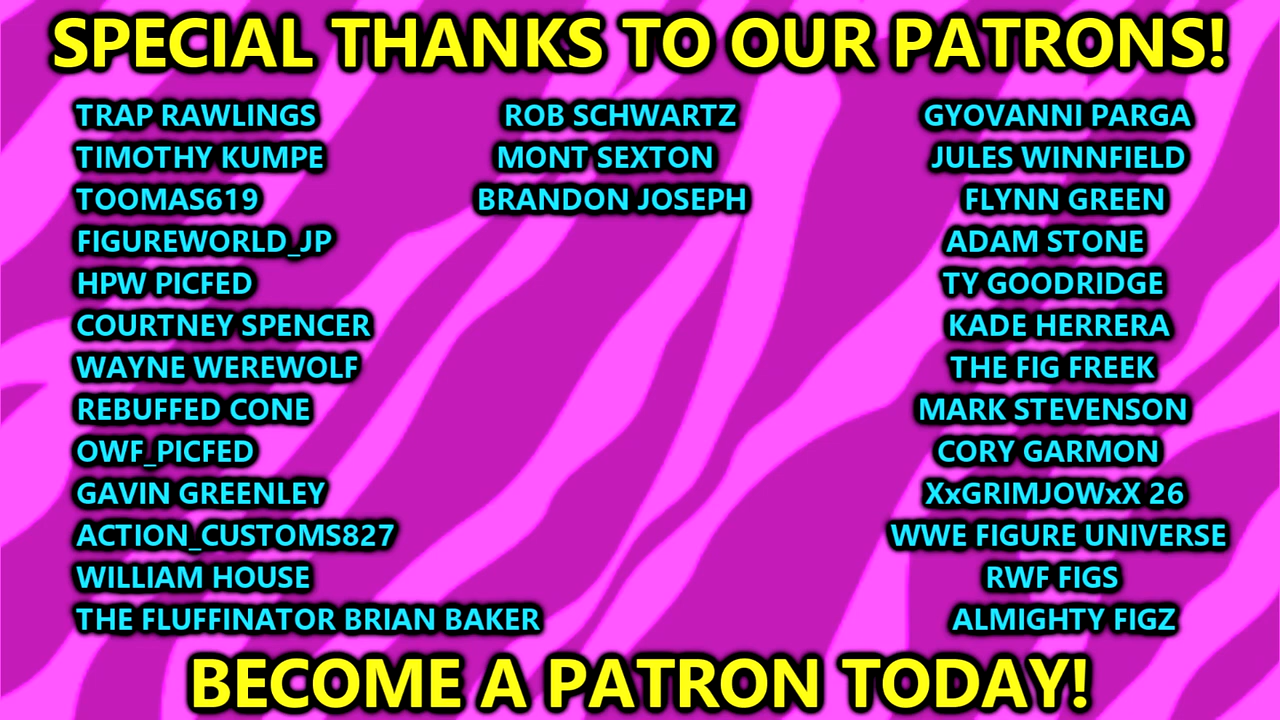 SPECIAL THANKS TO OUR PATRONS!
TRAP RAWLINGS
TIMOTHY KUMPE
TOOMAS619
FIGUREWORLD_JP
HPW PICFED
COURTNEY SPENCER
WAYNE WEREWOLF
REBUFFED CONE
OWF_PICFED
GAVIN GREENLEY
ACTION_CUSTOMS827
WILLIAM HOUSE
THE FLUFFINATOR BRIAN BAKER
ROB SCHWARTZ
MONT SEXTON
BRANDON JOSEPH
GYOVANNI PARGA
JULES WINNFIELD
FLYNN GREEN
ADAM STONE
TY GOODRIDGE
KADE HERRERA
THE FIG FREEK
MARK STEVENSON
CORY GARMON
XxGRIMJOWxX 26
WWE FIGURE UNIVERSE
RWF FIGS
ALMIGHTY FIGZ
BECOME A PATRON TODAY!